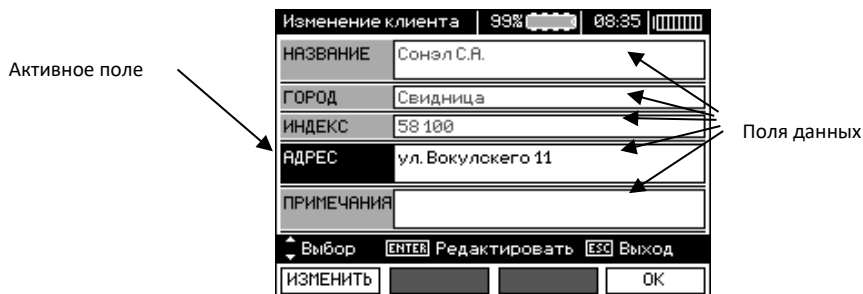 Изменение клиента 99% 08:35
НАЗВАНИЕ Сонэл С.А.
Активное поле
ГОРОД Свидница
ИНДЕКС 58 100
Поля данных
АДРЕС ул. Вокулского 11
ПРИМЕЧАНИЯ
Выбор ENTER Редактировать ESC Выход
ИЗМЕНИТЬ OK